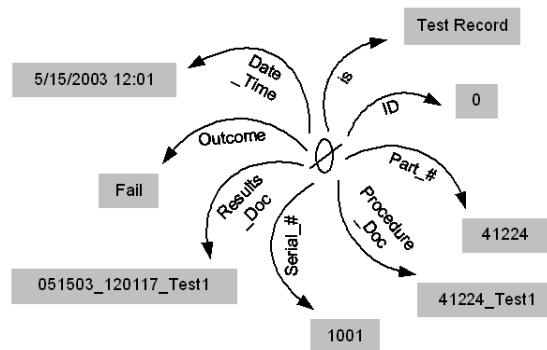 Test Record
5/15/2003 12:01
Date
_Time
is
ID
0
Outcome
Part_#
Fail
Results
_Doc
Serial_#
Procedure
_Doc
41224
051503_120117_Test1
41224_Test1
1001